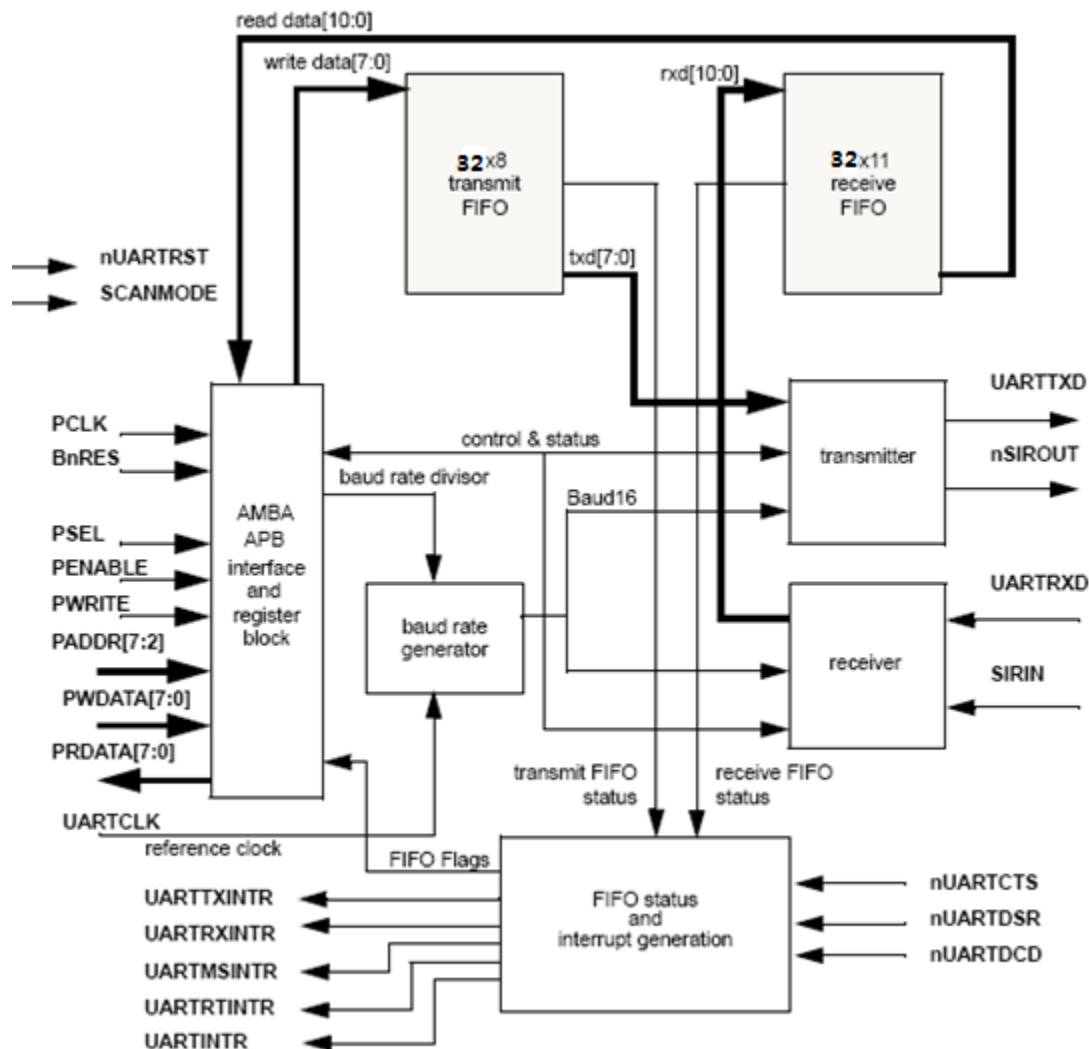 read data[10:0]
write data[7:0]
rxd[10:0]
32x8
transmit
FIFO
32x11
receive
FIFO
nUARTRST
SCANMODE
txd[7:0]
UARTTXD
nSIROUT
transmitter
PCLK
BnRES
control & status
baud rate divisor
Baud16
PSEL
PENABLE
PWRITE
PADDR[7:2]
PWDATA[7:0]
PRDATA[7:0]
AMBA
APB
interface
and
register
block
baud rate
generator
UARTRXD
receiver
SIRIN
transmit FIFO
status
receive FIFO
status
UARTCLK
reference clock
FIFO Flags
UARTTXINTR
UARTRXINTR
UARTMSINTR
UARTRTINTR
UARTINTR
FIFO status
and
interrupt generation
nUARTCTS
nUARTDSR
nUARTDCD